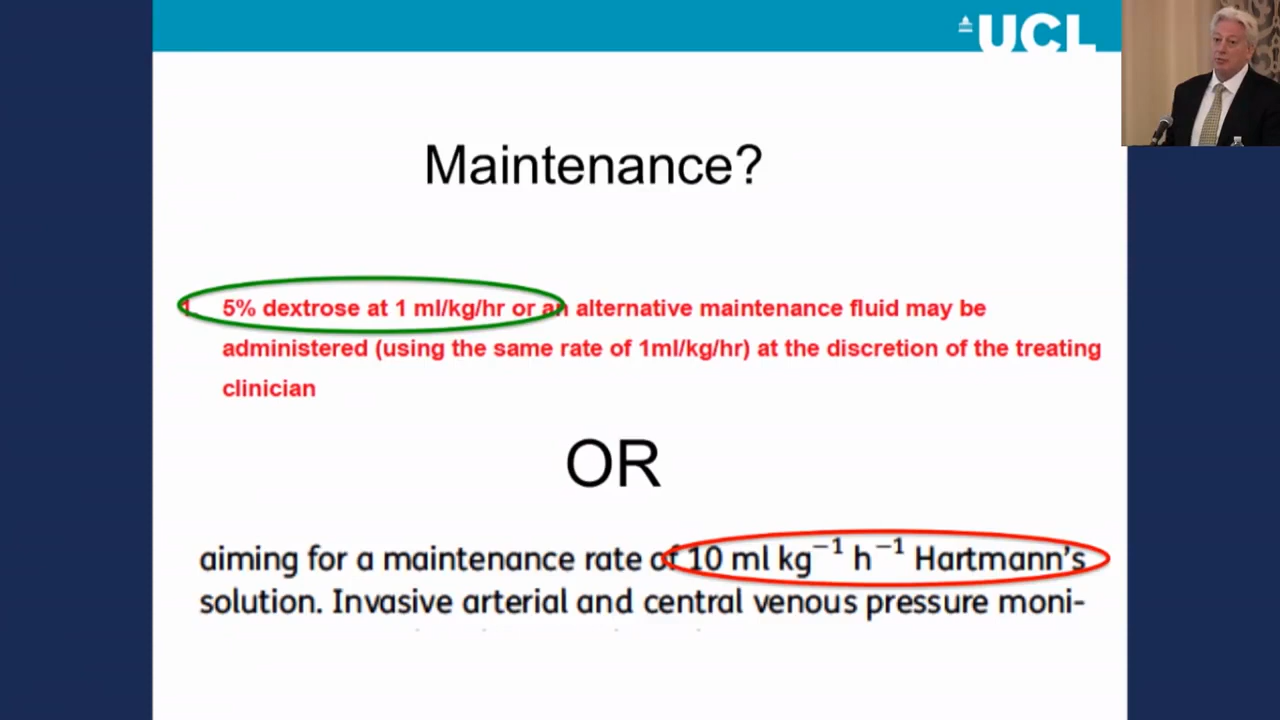 UCL
Maintenance?
1. 5% dextrose at 1 ml/kg/hr or an alternative maintenance fluid may be
administered (using the same rate of 1ml/kg/hr) at the discretion of the treating
clinician
OR
aiming for a maintenance rate of 10 ml kg⁻¹ h⁻¹ Hartmann's
solution. Invasive arterial and central venous pressure moni-